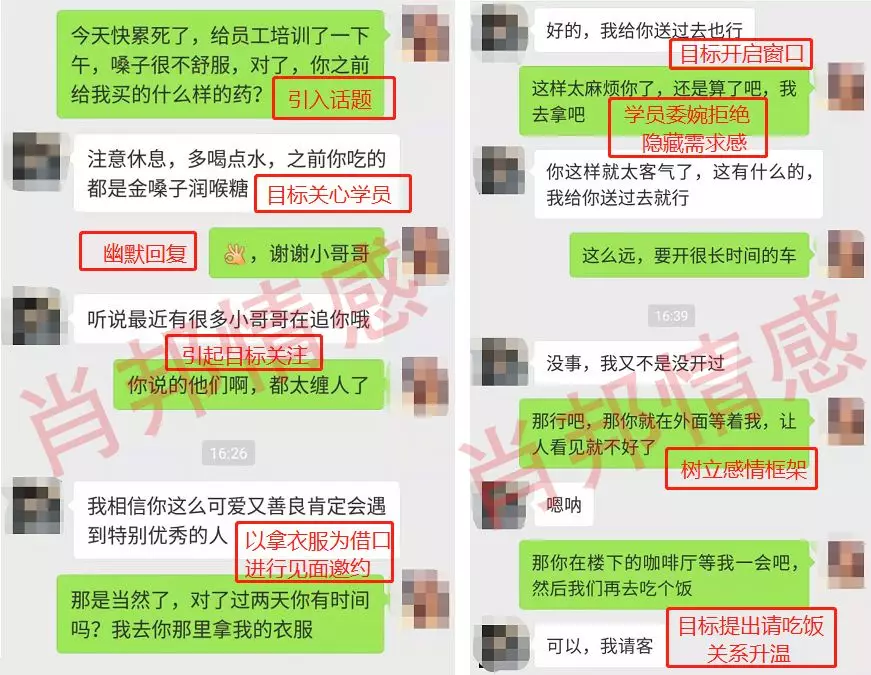 今天快累死了，给员工培训了一下
午，嗓子很不舒服，对了，你之前
给我买的什么样的药？
引入话题
注意休息，多喝点水，之前你吃的
都是金嗓子润喉糖
目标关心学员
幽默回复
👌，谢谢小哥哥
听说最近有很多小哥哥在追你哦
引起目标关注
你说的他们啊，都太缠人了
16:26
我相信你这么可爱又善良肯定会遇
到特别优秀的人
以拿衣服为借口
进行见面邀约
那是当然了，对了过两天你有时间
吗？我去你那里拿我的衣服
肖邦情感
好的，我给你送过去也行
目标开启窗口
这样太麻烦你了，还是算了吧，我
去拿吧
学员委婉拒绝
隐藏需求感
你这样就太客气了，这有什么的，
我给你送过去就行
这么远，要开很长时间的车
16:39
没事，我又不是没开过
那行吧，那你就在外面等着我，让
人看见就不好了
树立感情框架
嗯呐
那你在楼下的咖啡厅等我一会吧，
然后我们再去吃个饭
可以，我请客
目标提出请吃饭
关系升温
肖邦情感